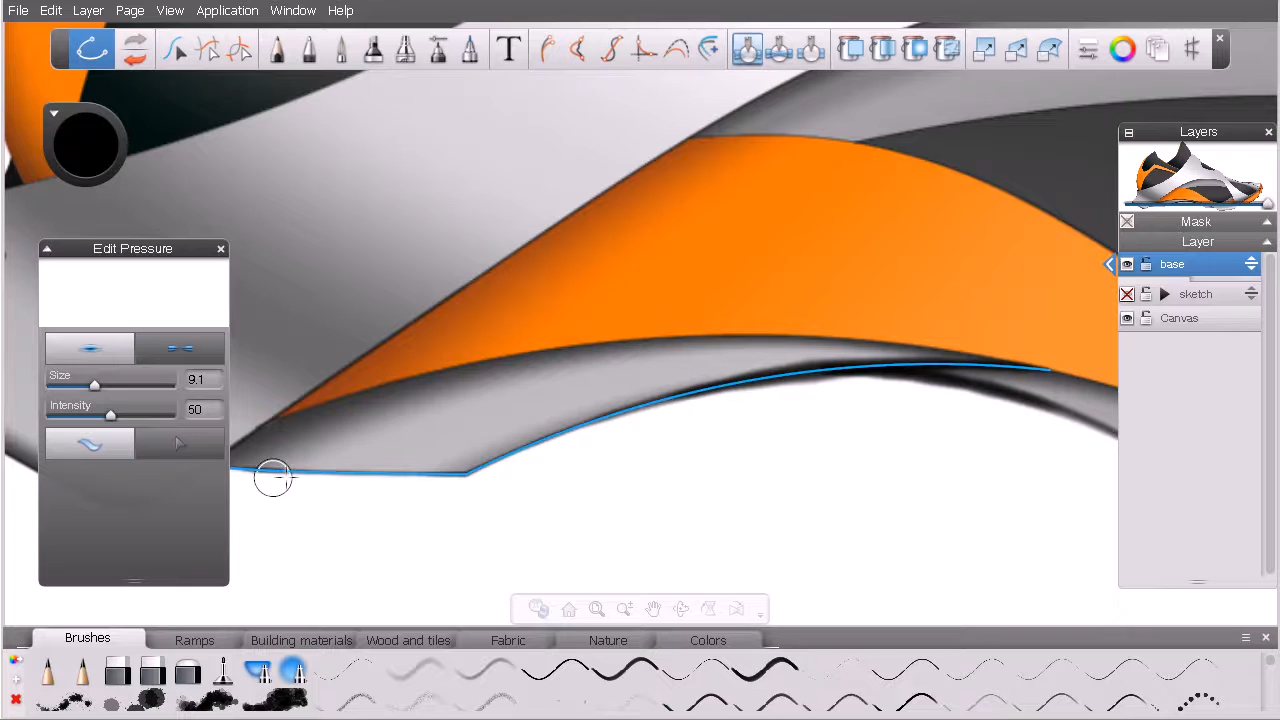 File Edit Layer Page View Application Window Help
T
Layers
Mask
Layer
base
sketch
Canvas
Edit Pressure
Size 9.1
Intensity 50
Brushes Ramps Building materials Wood and tiles Fabric Nature Colors